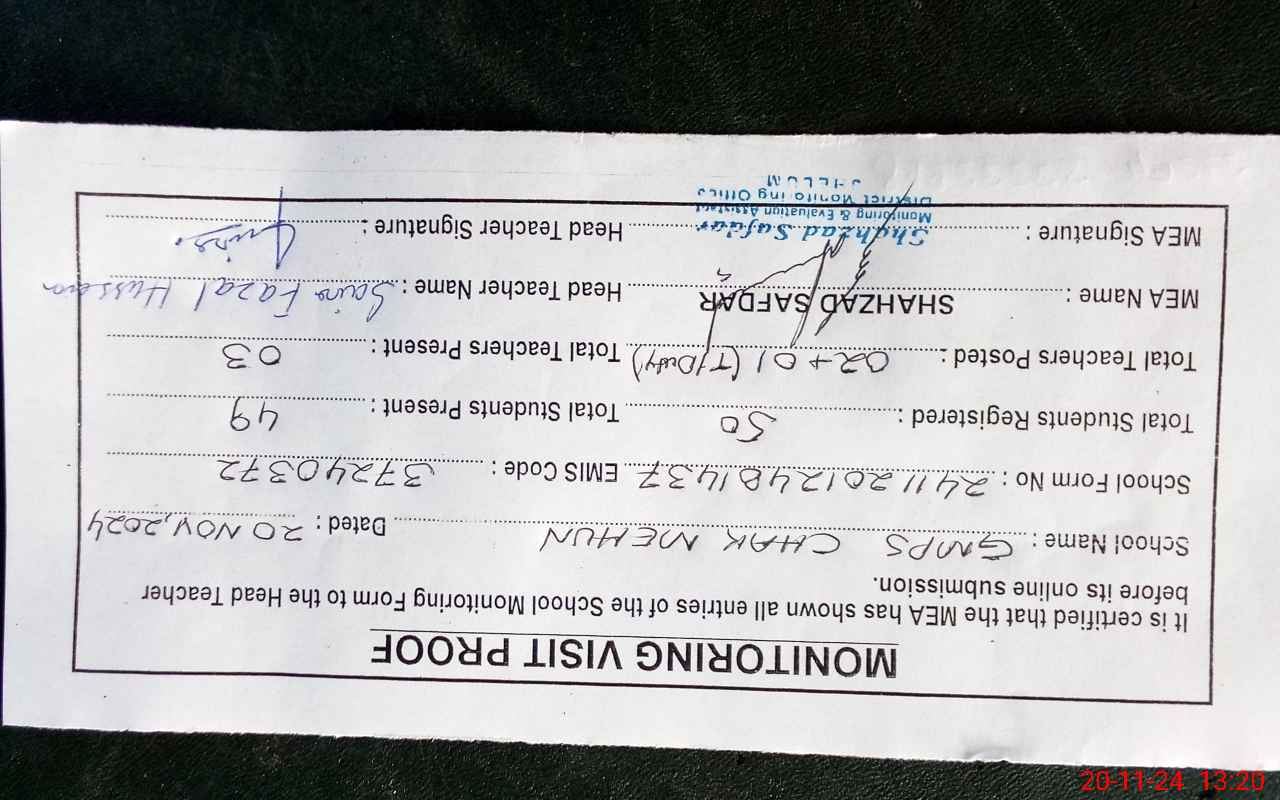 MONITORING VISIT PROOF
It is certified that the MEA has shown all entries of the School Monitoring Form to the Head Teacher
before its online submission.
School Name : GMPS CHAK MEHUN Dated : 20 NOV, 2024
School Form No : 241120124801437 EMIS Code : 37240372
Total Students Registered : 50 Total Students Present : 49
Total Teachers Posted : 02+01 (T/Duty) Total Teachers Present : 03
MEA Name : SHAHZAD SAFDAR Head Teacher Name : Fazal Hussain
MEA Signature : Head Teacher Signature :
Shahzad Safdar
Monitoring & Evaluation Assistant
District Monitoring Office
JHELUM
20-11-24 13:20